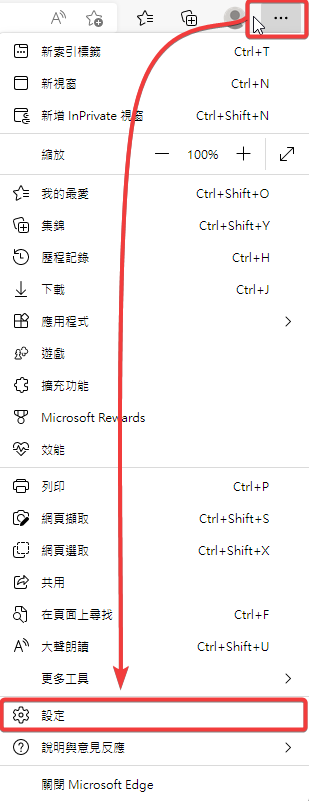 新索引標籤 Ctrl+T
新視窗 Ctrl+N
新增 InPrivate 視窗 Ctrl+Shift+N
縮放 100%
我的最愛 Ctrl+Shift+O
集錦 Ctrl+Shift+Y
歷程記錄 Ctrl+H
下載 Ctrl+J
應用程式
遊戲
擴充功能
Microsoft Rewards
效能
列印 Ctrl+P
網頁擷取 Ctrl+Shift+S
網頁選取 Ctrl+Shift+X
共用
在頁面上尋找 Ctrl+F
大聲朗讀 Ctrl+Shift+U
更多工具
設定
說明與意見反應
關閉 Microsoft Edge